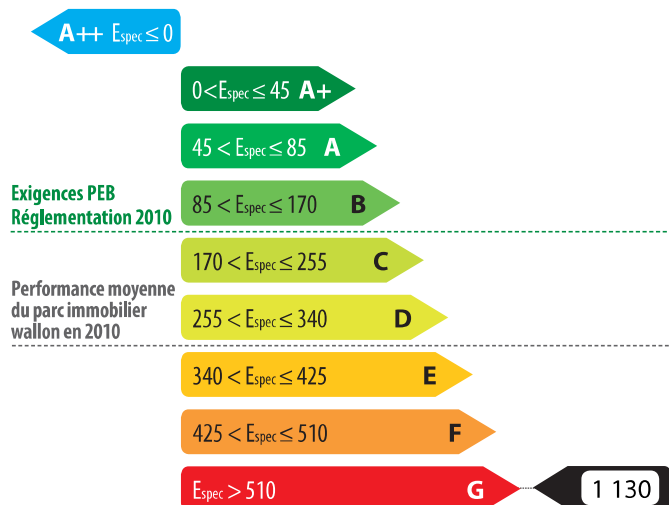 A++ Espec ≤ 0
0 < Espec ≤ 45 A+
45 < Espec ≤ 85 A
Exigences PEB
Réglementation 2010
85 < Espec ≤ 170 B
170 < Espec ≤ 255 C
Performance moyenne
du parc immobilier
wallon en 2010
255 < Espec ≤ 340 D
340 < Espec ≤ 425 E
425 < Espec ≤ 510 F
Espec > 510 G
1 130